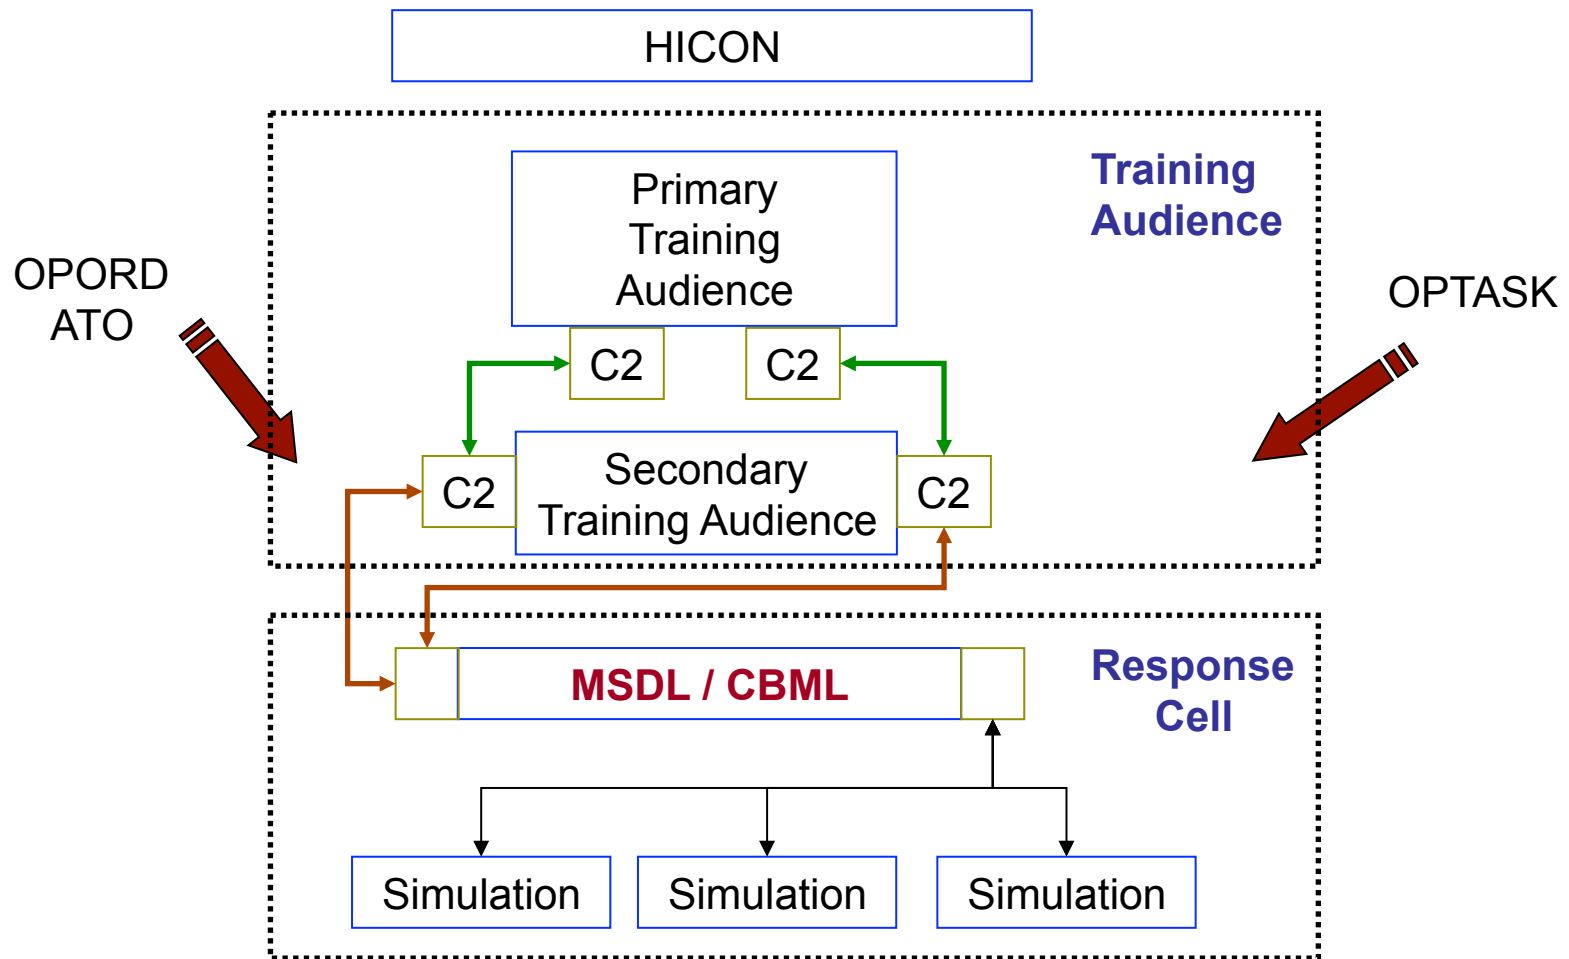 HICON
Training
Audience
Primary
Training
Audience
OPORD
ATO
OPTASK
C2
C2
Secondary
Training Audience
C2
C2
Response
Cell
MSDL / CBML
Simulation
Simulation
Simulation